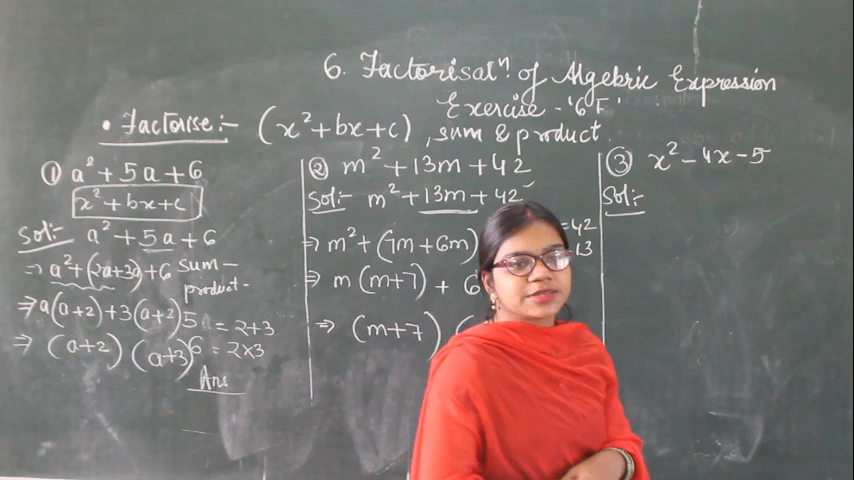 6. Factorisatⁿ. of Algebric Expression
Exercise - '6F'
• Factorise:- (x²+bx+c), sum & product
① a²+5a+6
x²+bx+c
Sol:- a²+5a+6
⇒ a²+(2a+3a)+6 sum-
product-
⇒ a(a+2)+3(a+2) 5 = 2+3
⇒ (a+2) (a+3) 6 = 2×3
Ans
② m²+13m+42
Sol:- m²+13m+42
⇒ m²+(7m+6m) =42
13
⇒ m(m+7) + 6
⇒ (m+7) (
③ x²-4x-5
Sol:-